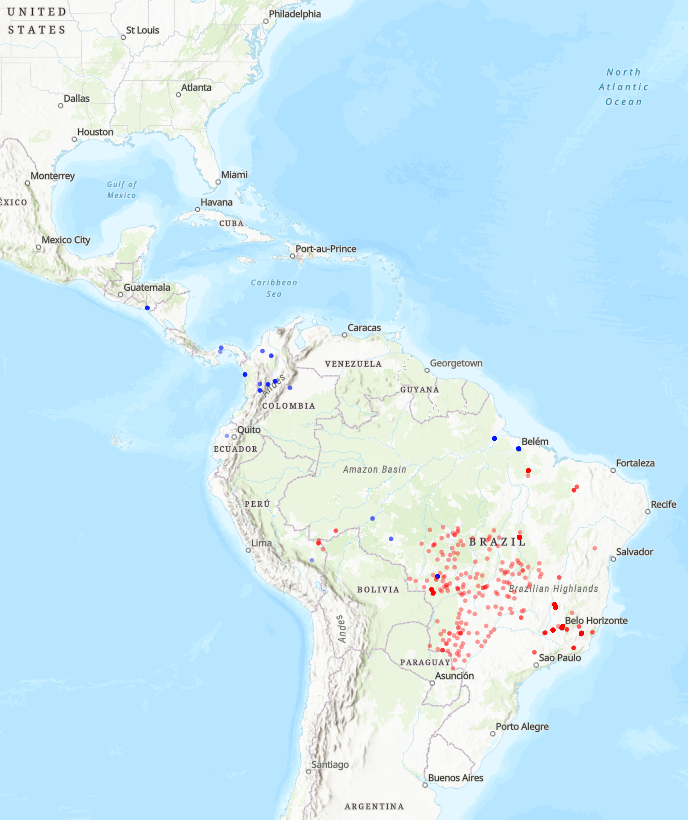 UNITED
STATES
Philadelphia
St Louis
Atlanta
Dallas
Houston
North
Atlantic
Ocean
Monterrey
Miami
Gulf of
Mexico
Havana
ÉXICO
CUBA
Mexico City
Port-au-Prince
Guatemala
Caribbean
Sea
Caracas
VENEZUELA
Georgetown
GUYANA
Andes
COLOMBIA
Quito
ECUADOR
Belém
Amazon Basin
Fortaleza
PERÚ
Recife
Lima
BRAZIL
Salvador
BOLIVIA
Brazilian Highlands
Andes
Belo Horizonte
PARAGUAY
Sao Paulo
Asunción
Porto Alegre
Santiago
Buenos Aires
ARGENTINA